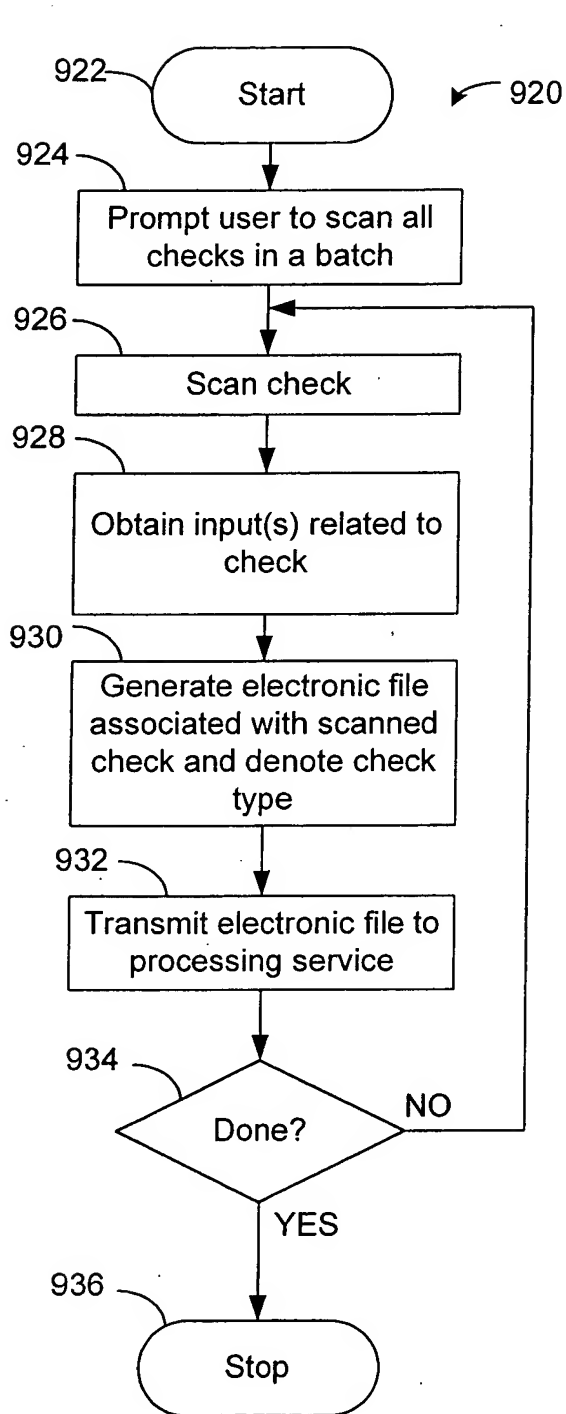 922
Start
920
924
Prompt user to scan all
checks in a batch
926
Scan check
928
Obtain input(s) related to
check
930
Generate electronic file
associated with scanned
check and denote check
type
932
Transmit electronic file to
processing service
934
Done?
NO
YES
936
Stop